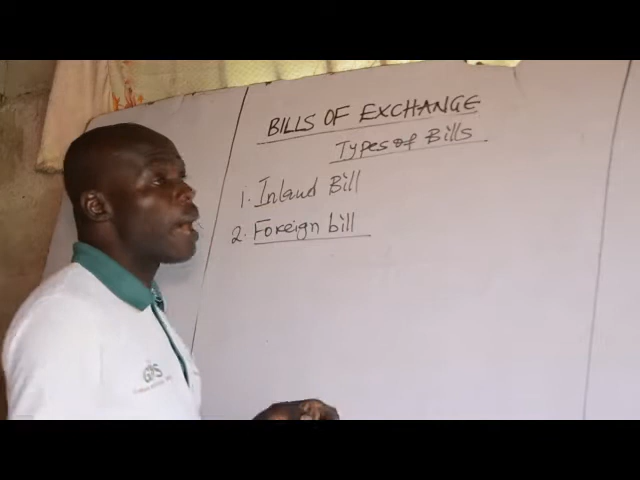 BILLS OF EXCHANGE
Types of Bills
1. Inland Bill
2. Foreign bill